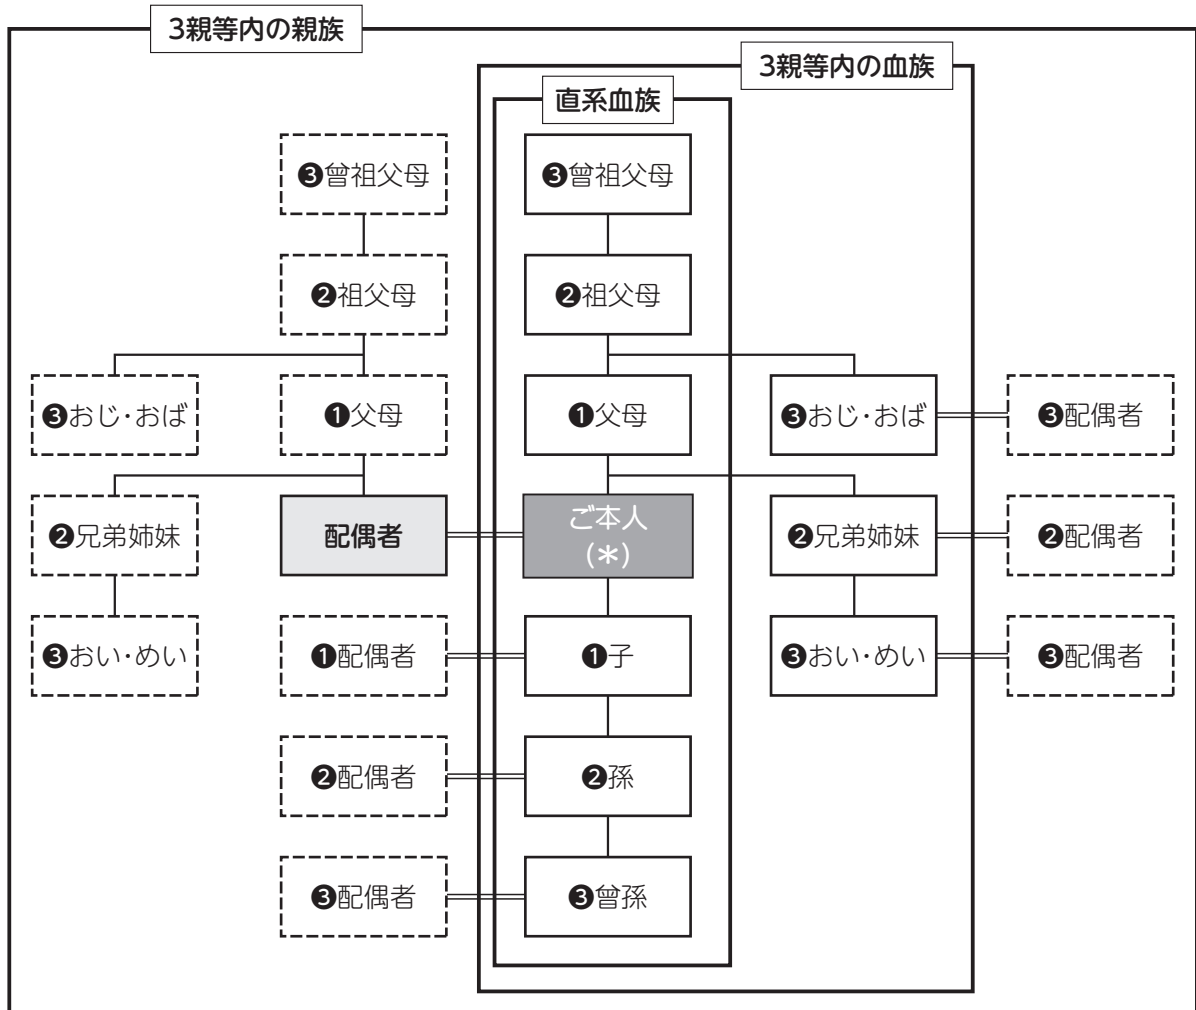 3親等内の親族
3親等内の血族
直系血族
❸曾祖父母
❸曾祖父母
❷祖父母
❷祖父母
❸おじ・おば
❶父母
❶父母
❸おじ・おば
❸配偶者
❷兄弟姉妹
配偶者
ご本人
(＊)
❷兄弟姉妹
❷配偶者
❸おい・めい
❶配偶者
❶子
❸おい・めい
❸配偶者
❷配偶者
❷孫
❸配偶者
❸曾孫